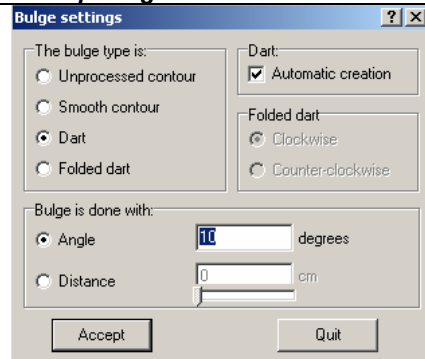 Bulge settings
The bulge type is:
Unprocessed contour
Smooth contour
Dart
Folded dart
Dart:
Automatic creation
Folded dart
Clockwise
Counter-clockwise
Bulge is done with:
Angle 10 degrees
Distance 0 cm
Accept Quit